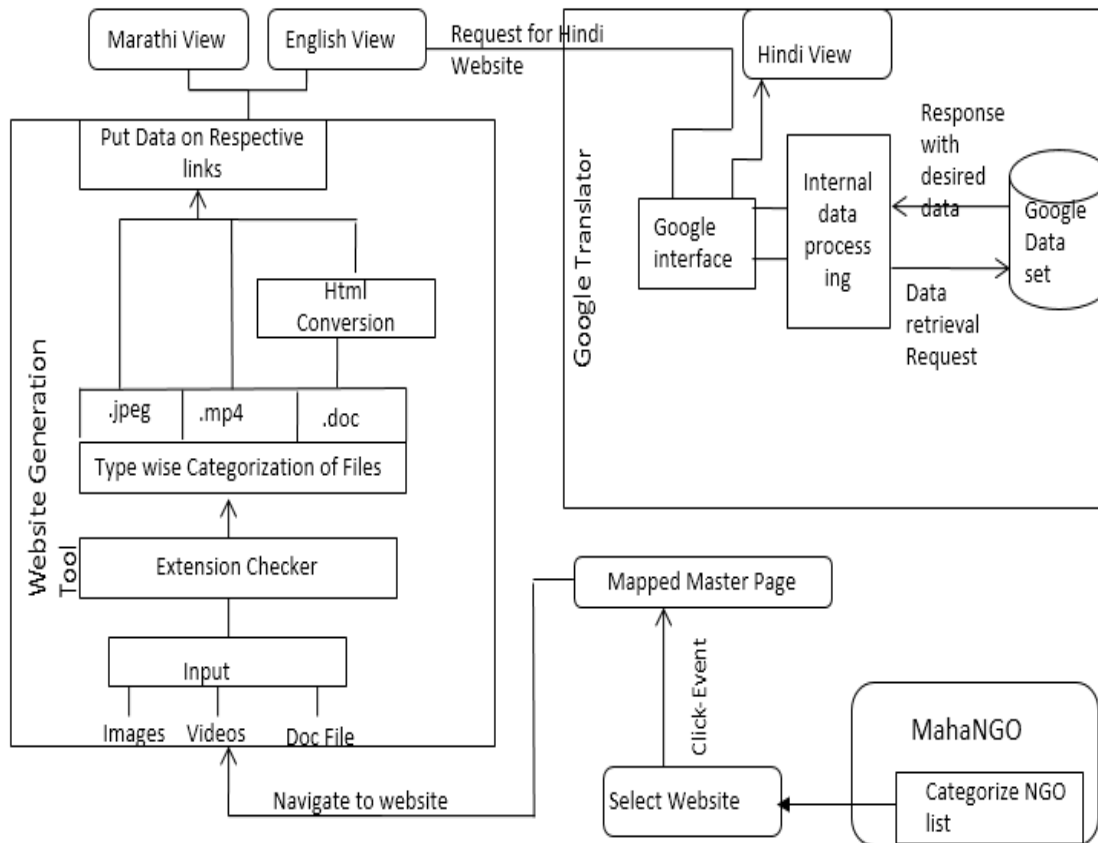 Marathi View
English View
Request for Hindi
Website
Hindi View
Put Data on Respective
links
Google Translator
Response
with
desired
data
Internal
data
process
ing
Google
interface
Google
Data
set
Data
retrieval
Request
Html
Conversion
.jpeg
.mp4
.doc
Type wise Categorization of Files
Website Generation
Tool
Extension Checker
Input
Images
Videos
Doc File
Mapped Master Page
Click-Event
Navigate to website
Select Website
MahaNGO
Categorize NGO
list